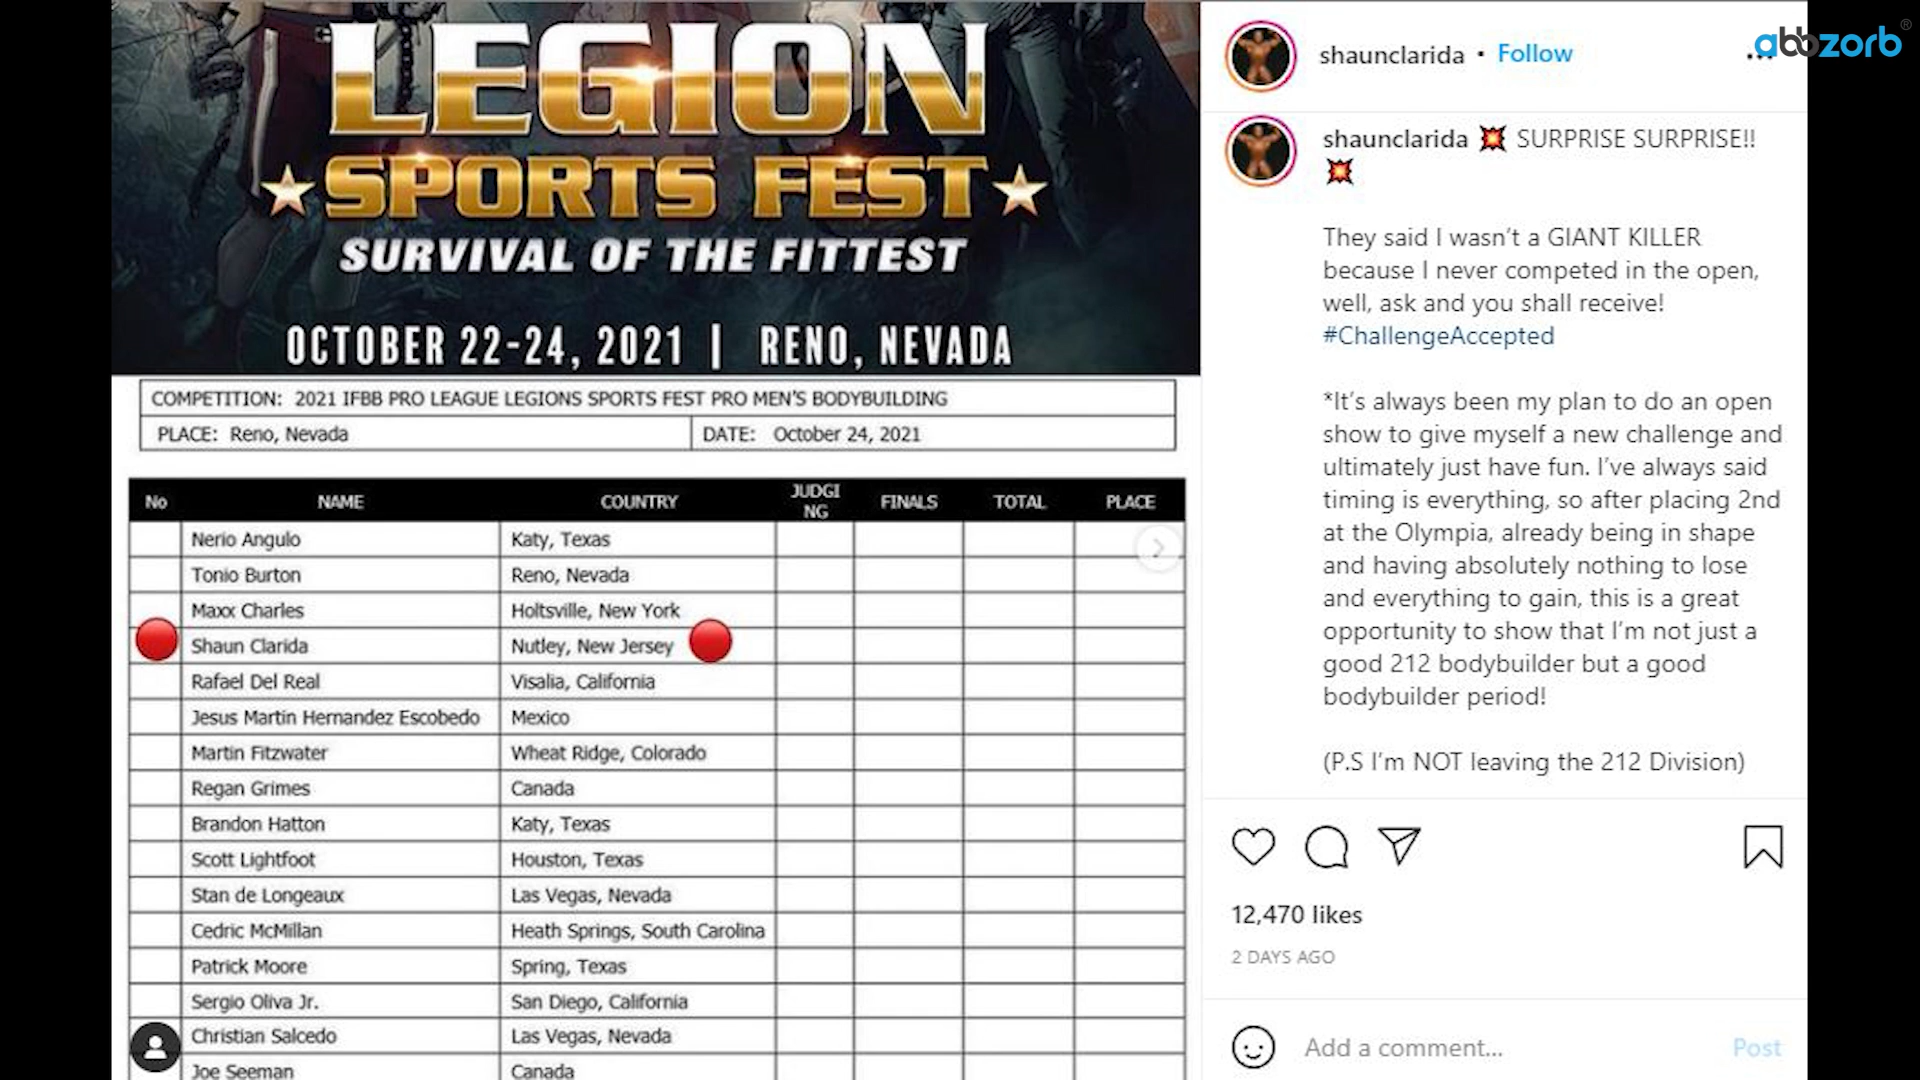 LEGION
SPORTS FEST
SURVIVAL OF THE FITTEST
OCTOBER 22-24, 2021 | RENO, NEVADA
COMPETITION: 2021 IFBB PRO LEAGUE LEGIONS SPORTS FEST PRO MEN'S BODYBUILDING
PLACE: Reno, Nevada DATE: October 24, 2021
No NAME COUNTRY JUDGING FINALS TOTAL PLACE
Nerio Angulo Katy, Texas
Tonio Burton Reno, Nevada
Maxx Charles Holtsville, New York
Shaun Clarida Nutley, New Jersey
Rafael Del Real Visalia, California
Jesus Martin Hernandez Escobedo Mexico
Martin Fitzwater Wheat Ridge, Colorado
Regan Grimes Canada
Brandon Hatton Katy, Texas
Scott Lightfoot Houston, Texas
Stan de Longeaux Las Vegas, Nevada
Cedric McMillan Heath Springs, South Carolina
Patrick Moore Spring, Texas
Sergio Oliva Jr. San Diego, California
Christian Salcedo Las Vegas, Nevada
Joe Seeman Canada
shaunclarida • Follow
abbzorb®
shaunclarida 💥 SURPRISE SURPRISE!!
💥
They said I wasn't a GIANT KILLER
because I never competed in the open,
well, ask and you shall receive!
#ChallengeAccepted
*It's always been my plan to do an open
show to give myself a new challenge and
ultimately just have fun. I've always said
timing is everything, so after placing 2nd
at the Olympia, already being in shape
and having absolutely nothing to lose
and everything to gain, this is a great
opportunity to show that I'm not just a
good 212 bodybuilder but a good
bodybuilder period!
(P.S I'm NOT leaving the 212 Division)
12,470 likes
2 DAYS AGO
Add a comment...
Post